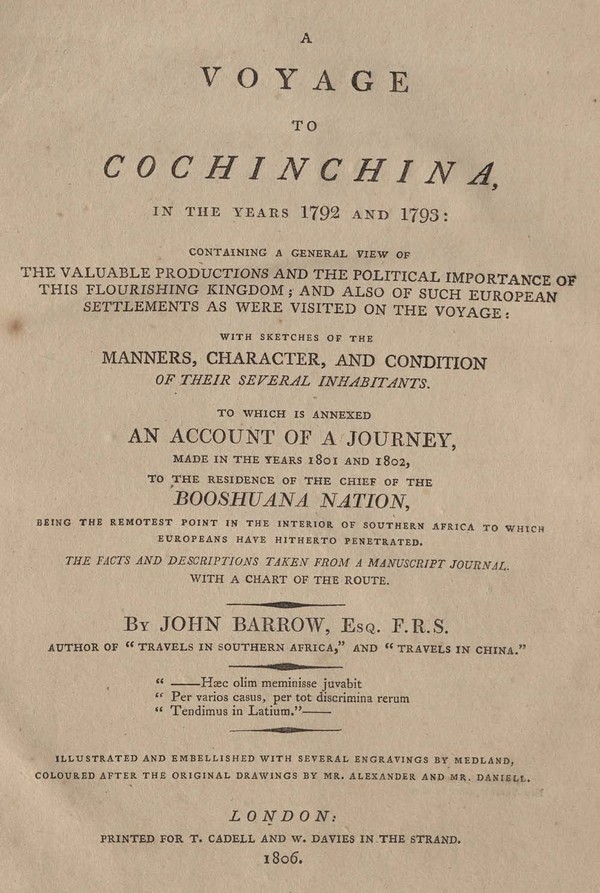 A
VOYAGE
TO
COCHINCHINA,
IN THE YEARS 1792 AND 1793:
CONTAINING A GENERAL VIEW OF
THE VALUABLE PRODUCTIONS AND THE POLITICAL IMPORTANCE OF
THIS FLOURISHING KINGDOM; AND ALSO OF SUCH EUROPEAN
SETTLEMENTS AS WERE VISITED ON THE VOYAGE:
WITH SKETCHES OF THE
MANNERS, CHARACTER, AND CONDITION
OF THEIR SEVERAL INHABITANTS.
TO WHICH IS ANNEXED
AN ACCOUNT OF A JOURNEY,
MADE IN THE YEARS 1801 AND 1802,
TO THE RESIDENCE OF THE CHIEF OF THE
BOOSHUANA NATION,
BEING THE REMOTEST POINT IN THE INTERIOR OF SOUTHERN AFRICA TO WHICH
EUROPEANS HAVE HITHERTO PENETRATED.
THE FACTS AND DESCRIPTIONS TAKEN FROM A MANUSCRIPT JOURNAL.
WITH A CHART OF THE ROUTE.
By JOHN BARROW, Esq. F.R.S.
AUTHOR OF “TRAVELS IN SOUTHERN AFRICA,” AND “TRAVELS IN CHINA.”
“ ——Hæc olim meminisse juvabit
“ Per varios casus, per tot discrimina rerum
“ Tendimus in Latium.”——
ILLUSTRATED AND EMBELLISHED WITH SEVERAL ENGRAVINGS BY MEDLAND,
COLOURED AFTER THE ORIGINAL DRAWINGS BY MR. ALEXANDER AND MR. DANIELL.
LONDON:
PRINTED FOR T. CADELL AND W. DAVIES IN THE STRAND.
1806.